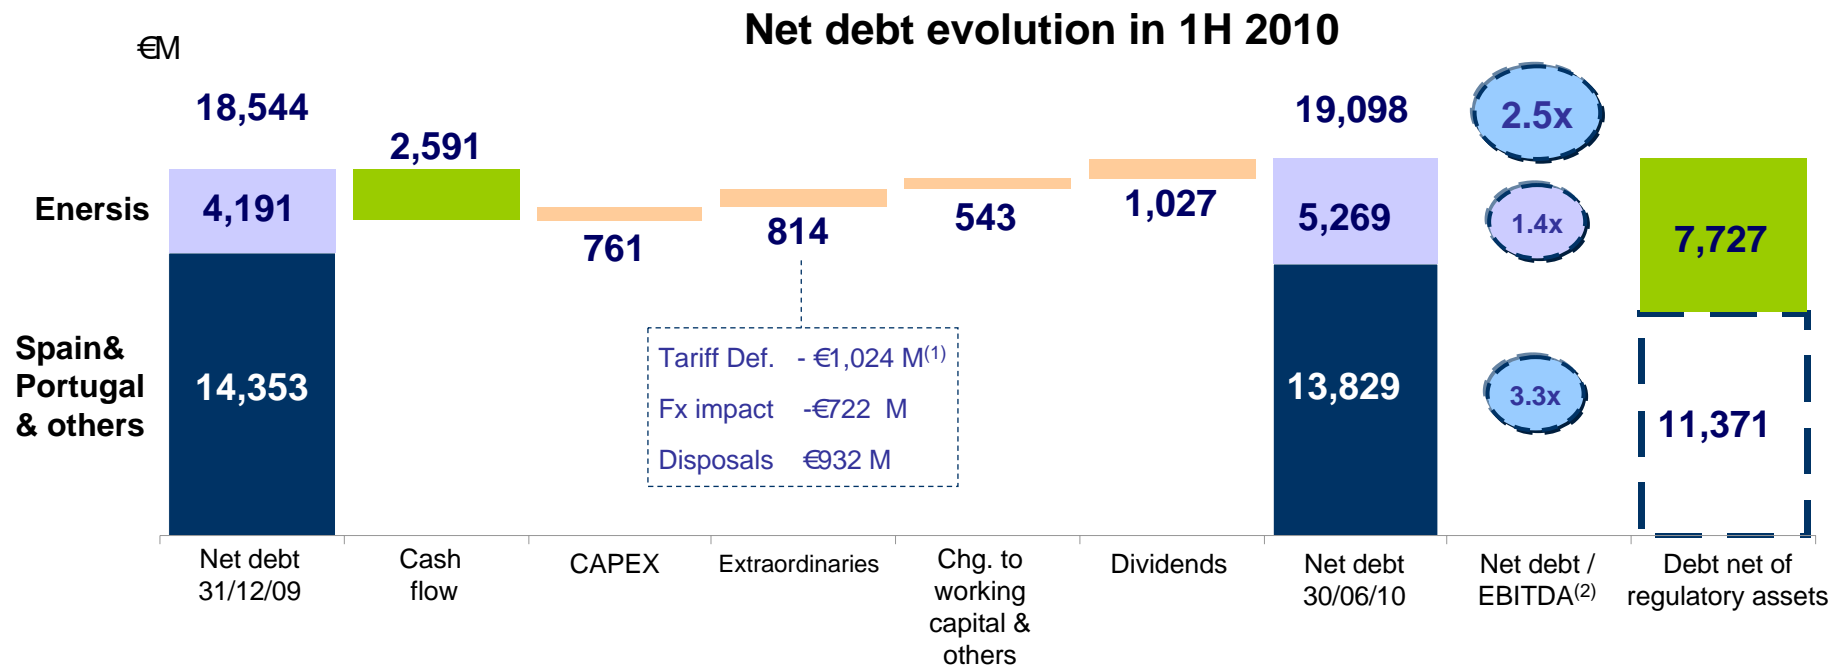 Net debt evolution in 1H 2010
€M
18,544
2,591
19,098
2.5x
Enersis
4,191
761
814
543
1,027
5,269
1.4x
7,727
Spain&
Portugal
& others
14,353
Tariff Def. - €1,024 M(1)
Fx impact -€722 M
Disposals €932 M
13,829
3.3x
11,371
Net debt
31/12/09
Cash
flow
CAPEX
Extraordinaries
Chg. to
working
capital &
others
Dividends
Net debt
30/06/10
Net debt /
EBITDA(2)
Debt net of
regulatory assets